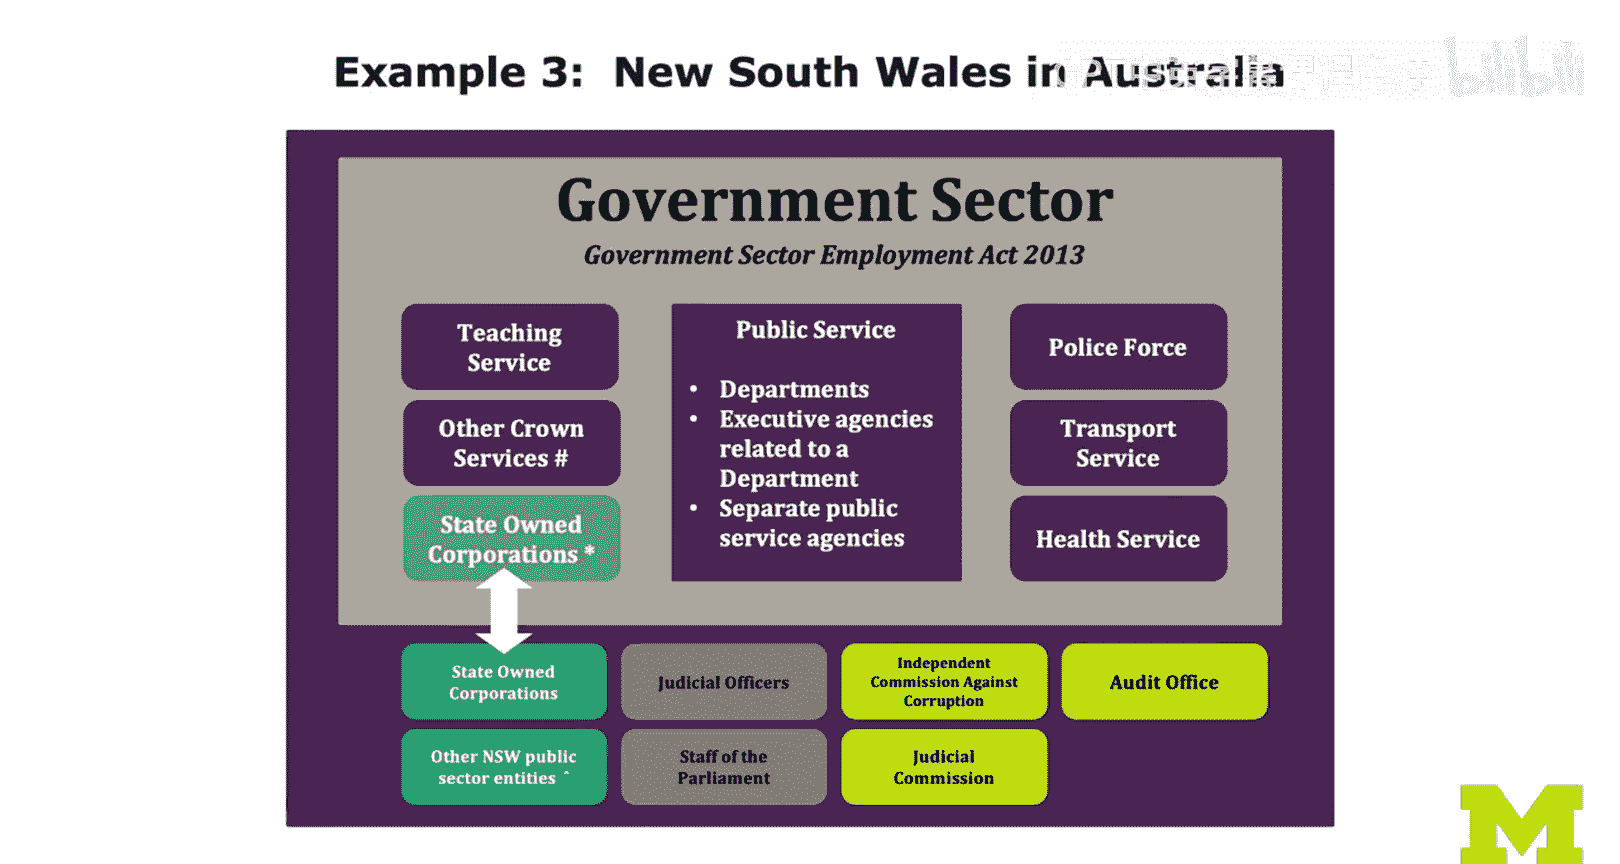 Example 3: New South Wales in Australia
bilibili
Government Sector
Government Sector Employment Act 2013
Teaching
Service
Other Crown
Services #
State Owned
Corporations *
Public Service
• Departments
• Executive agencies
related to a
Department
• Separate public
service agencies
Police Force
Transport
Service
Health Service
State Owned
Corporations
Judicial Officers
Independent
Commission Against
Corruption
Audit Office
Other NSW public
sector entities ^
Staff of the
Parliament
Judicial
Commission
M